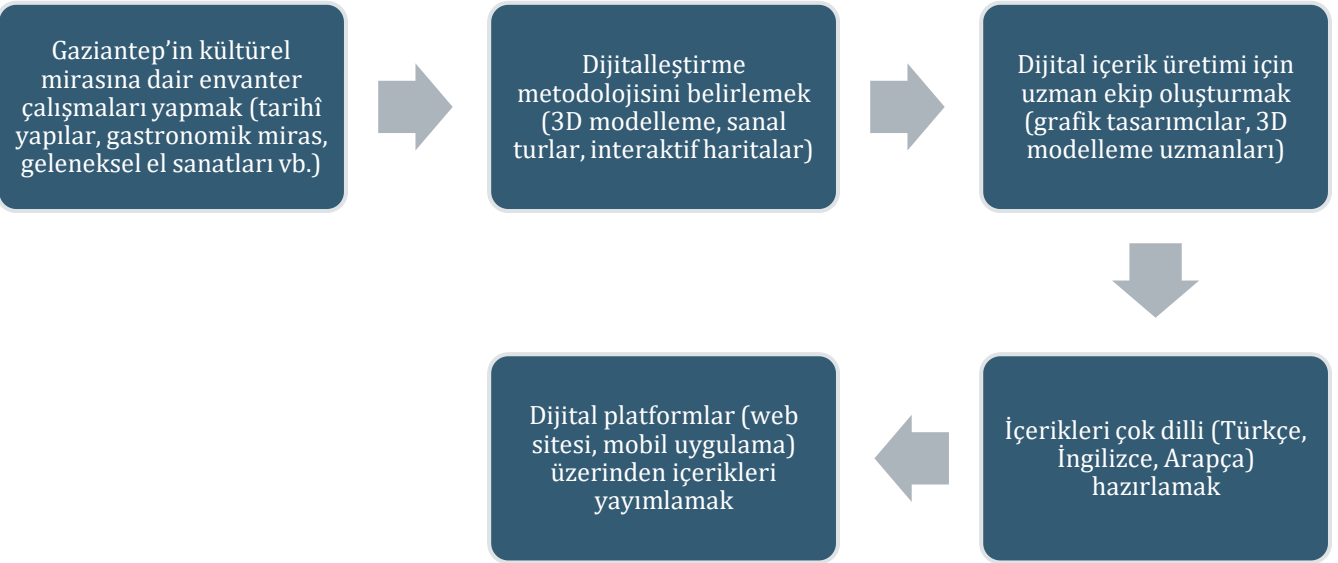 Gaziantep’in kültürel
mirasına dair envanter
çalışmaları yapmak (tarihî
yapılar, gastronomik miras,
geleneksel el sanatları vb.)
Dijitalleştirme
metodolojisini belirlemek
(3D modelleme, sanal
turlar, interaktif haritalar)
Dijital içerik üretimi için
uzman ekip oluşturmak
(grafik tasarımcılar, 3D
modelleme uzmanları)
İçerikleri çok dilli (Türkçe,
İngilizce, Arapça)
hazırlamak
Dijital platformlar (web
sitesi, mobil uygulama)
üzerinden içerikleri
yayımlamak